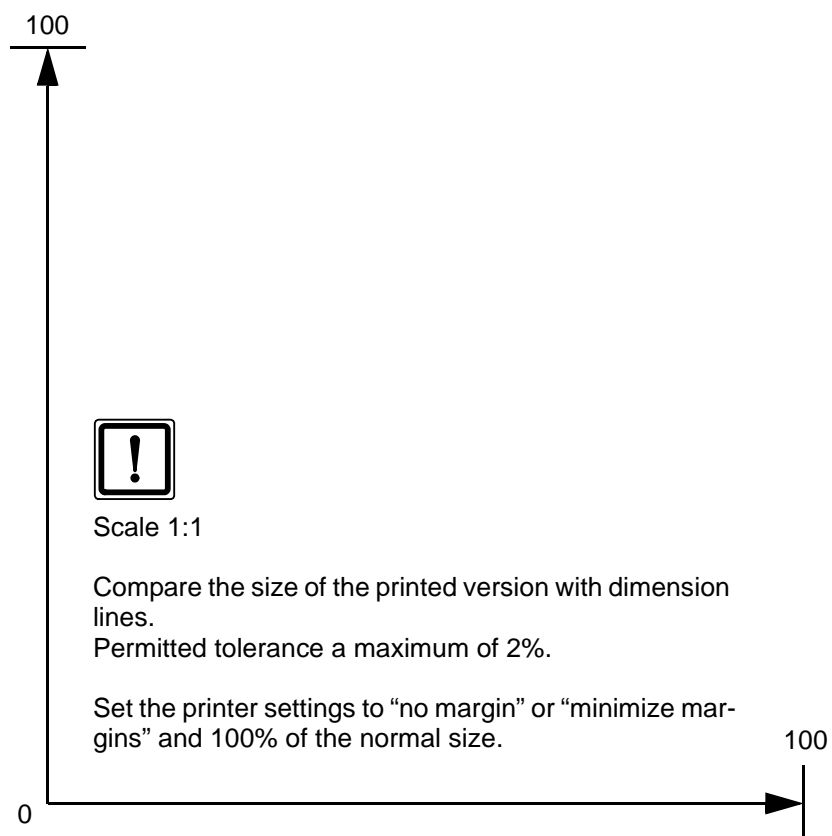 100
!
Scale 1:1
Compare the size of the printed version with dimension
lines.
Permitted tolerance a maximum of 2%.
Set the printer settings to “no margin” or “minimize mar-
gins” and 100% of the normal size.
100
0